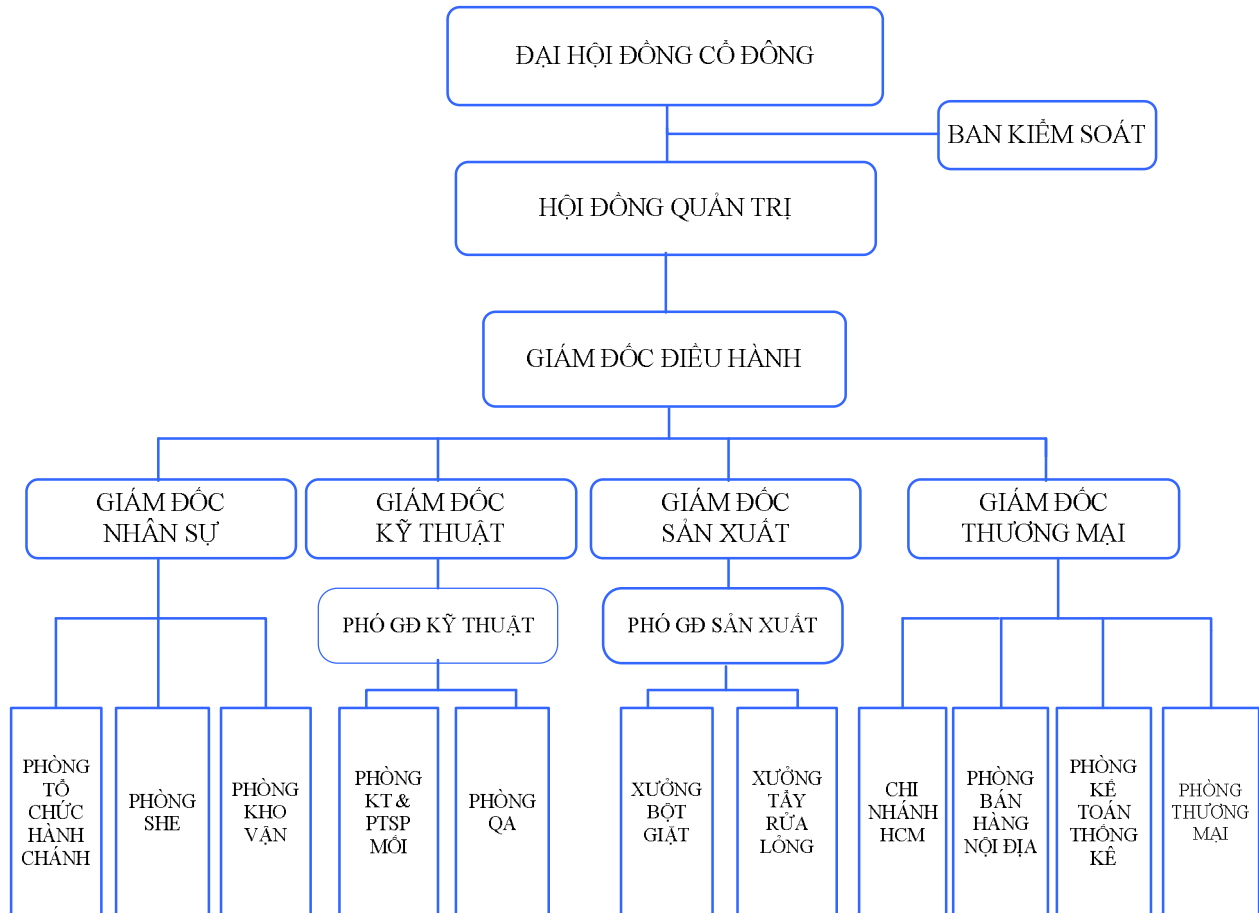 ĐẠI HỘI ĐỒNG CỔ ĐÔNG
BAN KIỂM SOÁT
HỘI ĐỒNG QUẢN TRỊ
GIÁM ĐỐC ĐIỀU HÀNH
GIÁM ĐỐC
NHÂN SỰ
GIÁM ĐỐC
KỸ THUẬT
GIÁM ĐỐC
SẢN XUẤT
GIÁM ĐỐC
THƯƠNG MẠI
PHÓ GĐ KỸ THUẬT
PHÓ GĐ SẢN XUẤT
PHÒNG
TỔ
CHỨC
HÀNH
CHÁNH
PHÒNG
SHE
PHÒNG
KHO
VẬN
PHÒNG
KT &
PTSP
MỐI
PHÒNG
QA
XƯỞNG
BỘT
GIẶT
XƯỞNG
TẨY
RỬA
LỎNG
CHI
NHÁNH
HCM
PHÒNG
BÁN
HÀNG
NỘI ĐỊA
PHÒNG
KẾ
TOÁN
THỐNG
KÊ
PHÒNG
THƯƠNG
MẠI